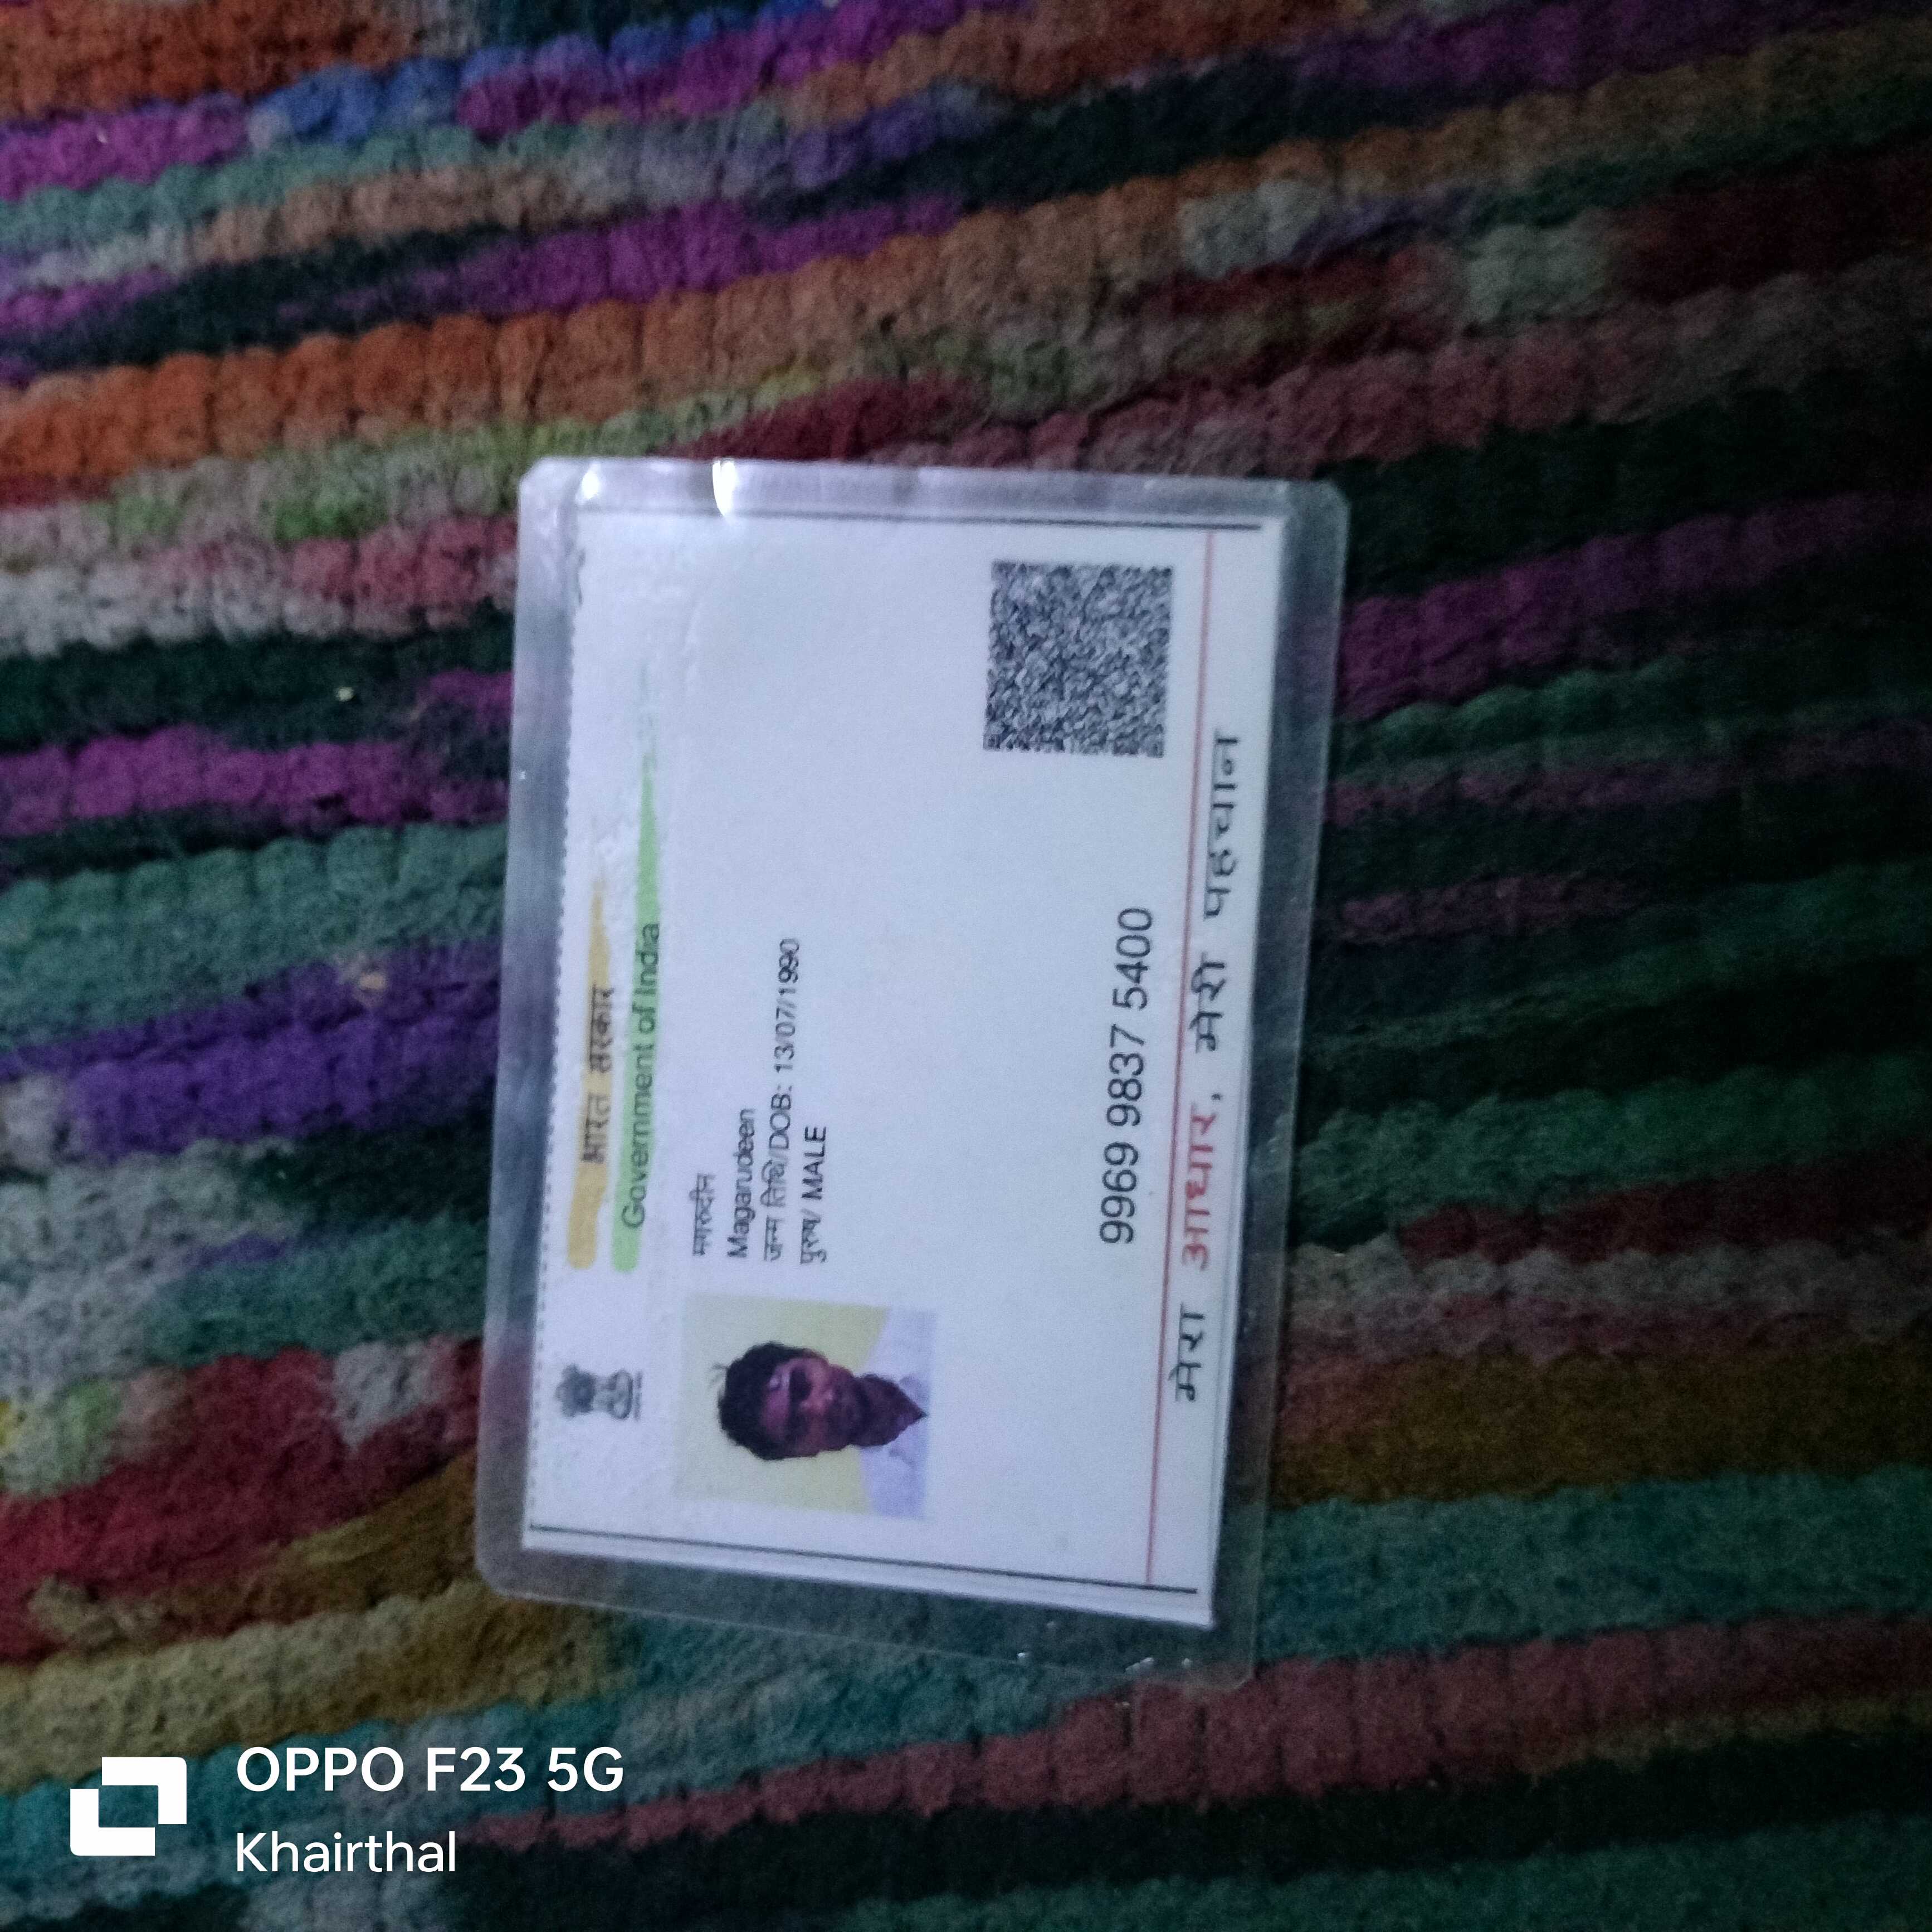 भारत सरकार
Government of India
मगरुदीन
Magarudeen
जन्म तिथि/DOB: 13/07/1990
पुरुष/ MALE
9969 9837 5400
मेरा आधार, मेरी पहचान
OPPO F23 5G
Khairthal